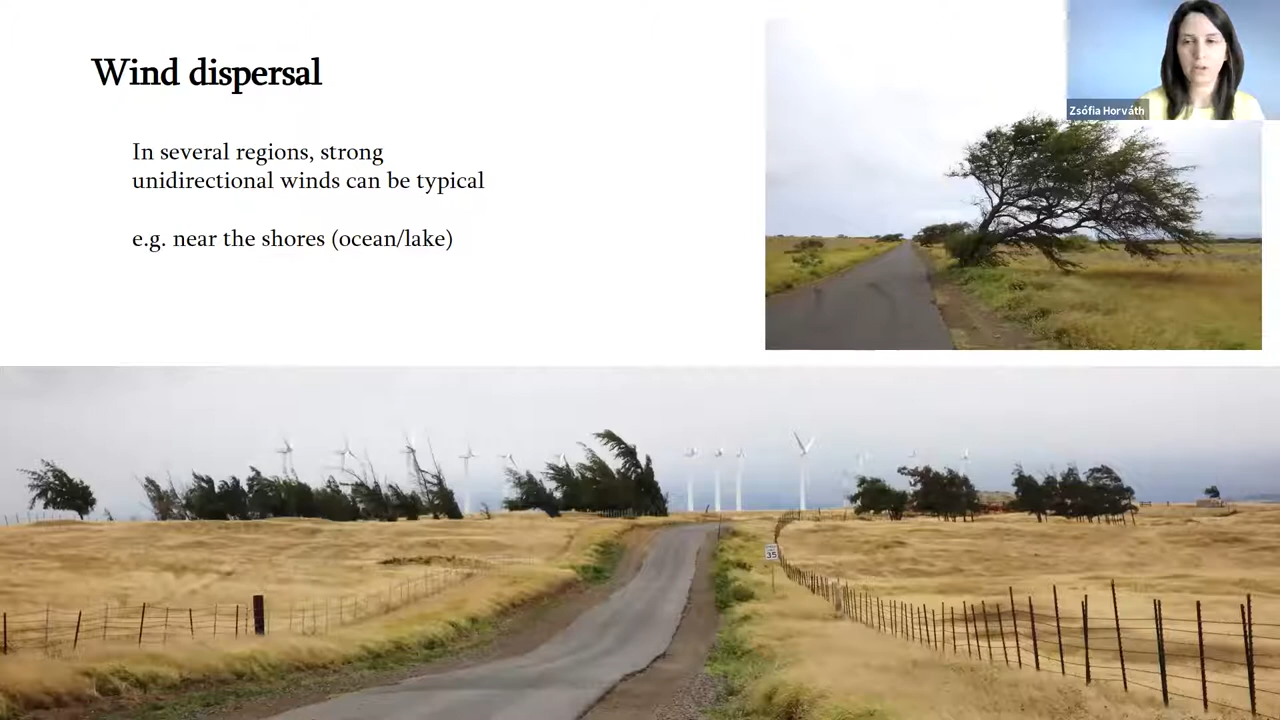 Wind dispersal
Zsófia Horváth
In several regions, strong
unidirectional winds can be typical
e.g. near the shores (ocean/lake)
35